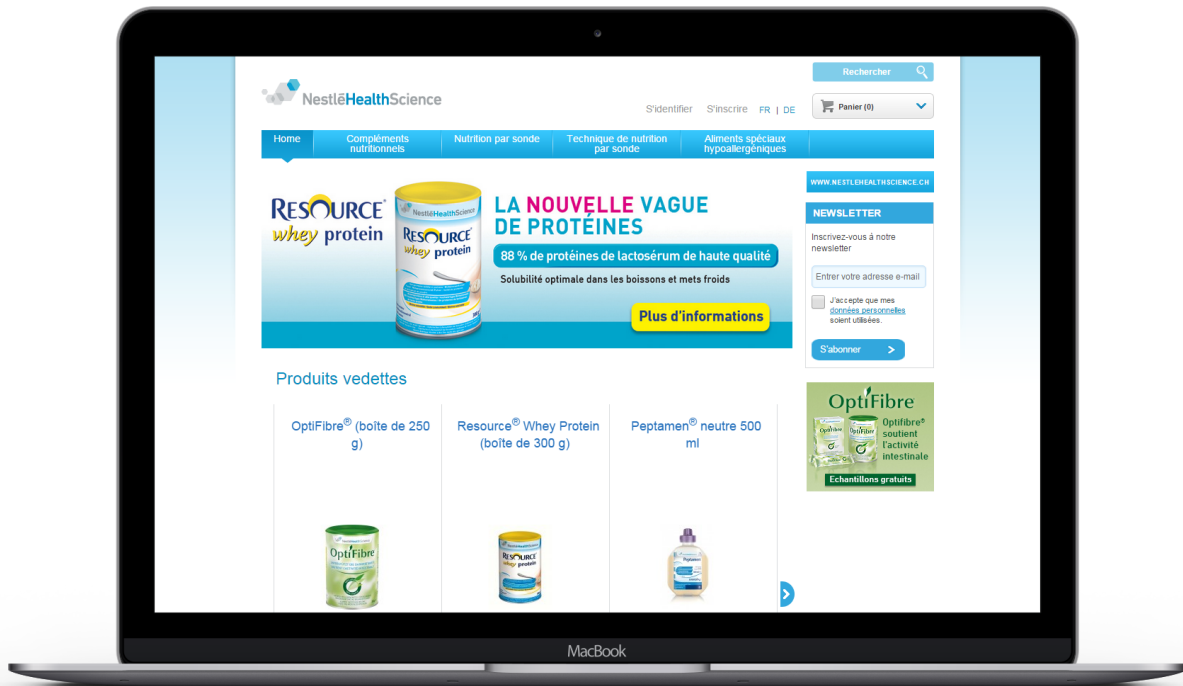 Rechercher
NestlēHealthScience
S'identifier S'inscrire FR | DE
Panier (0)
Home
Compléments
nutritionnels
Nutrition par sonde
Technique de nutrition
par sonde
Aliments spéciaux
hypoallergéniques
RESOURCE®
whey protein
NestlēHealthScience
RESOURCE®
whey protein
LA NOUVELLE VAGUE
DE PROTÉINES
88 % de protéines de lactosérum de haute qualité
Solubilité optimale dans les boissons et mets froids
Plus d'informations
WWW.NESTLEHEALTHSCIENCE.CH
NEWSLETTER
Inscrivez-vous à notre
newsletter
Entrer votre adresse e-mail
J'accepte que mes
données personnelles
soient utilisées.
S'abonner
Produits vedettes
OptiFibre® (boîte de 250
g)
Resource® Whey Protein
(boîte de 300 g)
Peptamen® neutre 500
ml
OptiFibre
RESOURCE
whey protein
Peptamen
OptiFibre
OptiFibre
OptiFibre
Optifibre®
soutient
l'activité
intestinale
Echantillons gratuits
MacBook